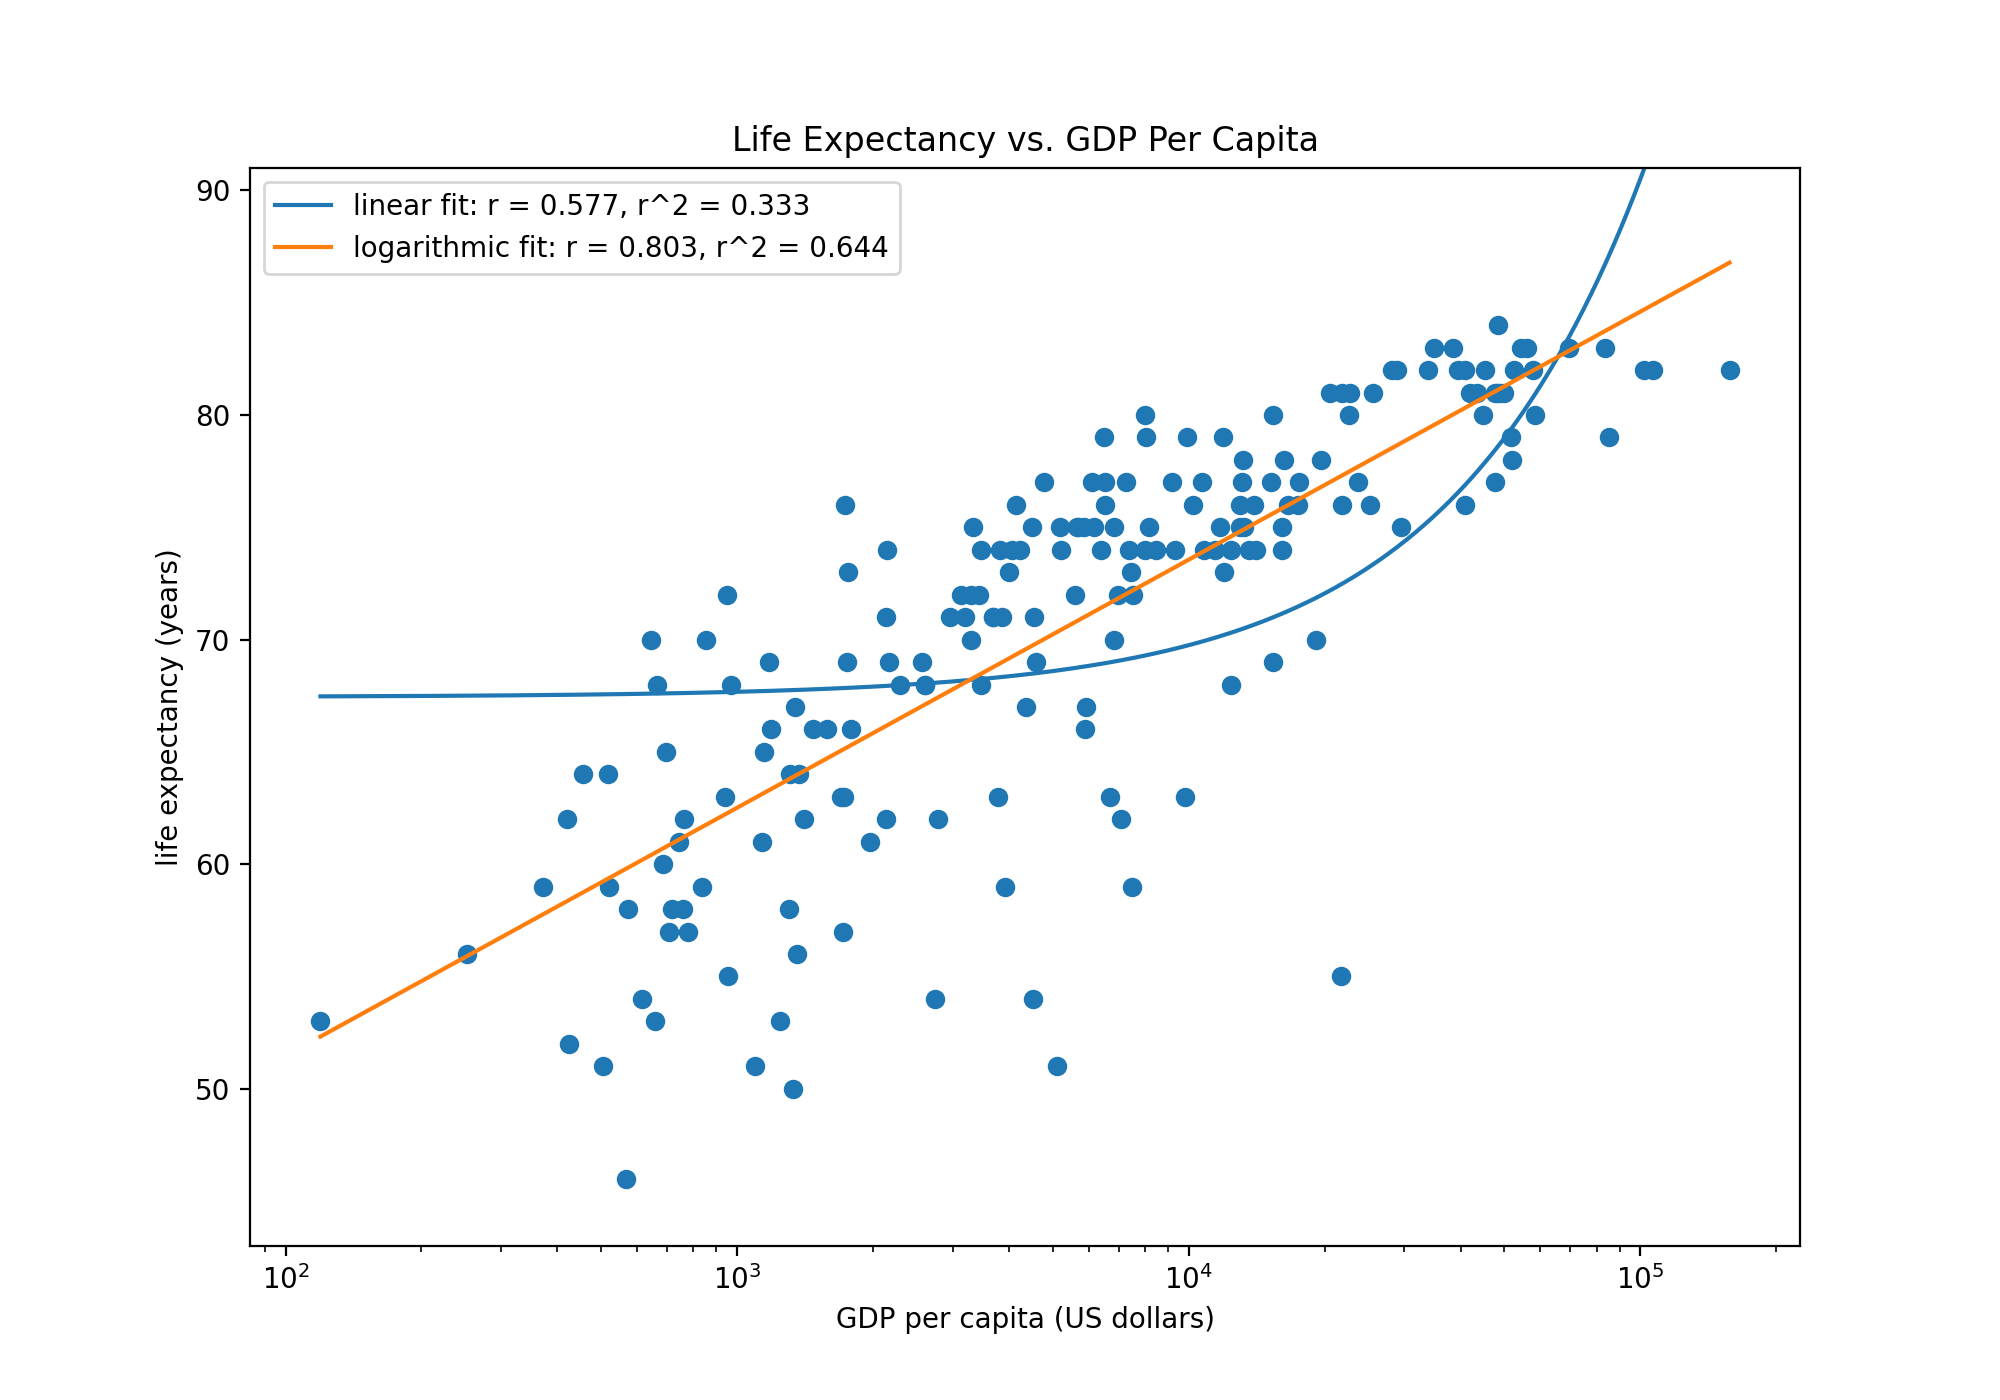 Life Expectancy vs. GDP Per Capita
linear fit: r = 0.577, r^2 = 0.333
logarithmic fit: r = 0.803, r^2 = 0.644
90
80
70
60
50
life expectancy (years)
10² 10³ 10⁴ 10⁵
GDP per capita (US dollars)